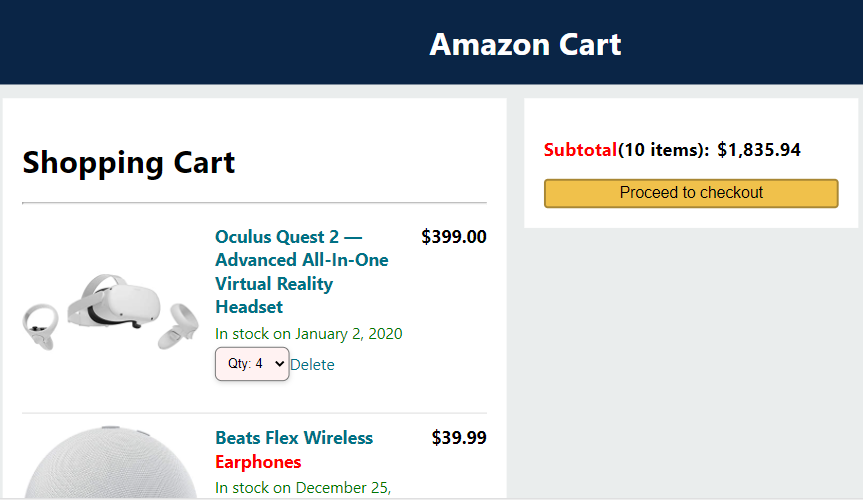 Amazon Cart
Shopping Cart
Subtotal(10 items): $1,835.94
Proceed to checkout
Oculus Quest 2 — $399.00
Advanced All-In-One
Virtual Reality
Headset
In stock on January 2, 2020
Qty: 4 Delete
Beats Flex Wireless $39.99
Earphones
In stock on December 25,